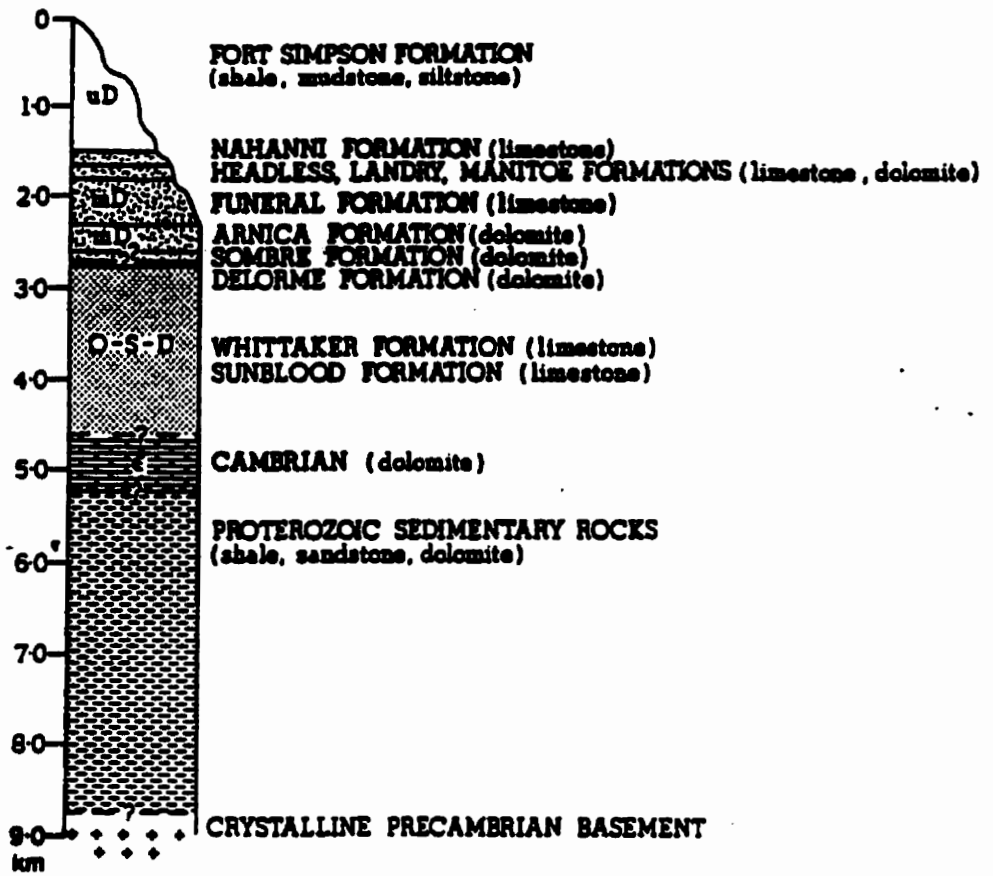 0
FORT SIMPSON FORMATION
(shale, mudstone, siltstone)
uD
1·0
NAHANNI FORMATION (limestone)
HEADLESS, LANDRY, MANITOE FORMATIONS (limestone, dolomite)
mD
2·0
FUNERAL FORMATION (limestone)
mD
ARNICA FORMATION (dolomite)
?
SOMBRE FORMATION (dolomite)
DELORME FORMATION (dolomite)
3·0
O-S-D
WHITTAKER FORMATION (limestone)
SUNBLOOD FORMATION (limestone)
4·0
?
Є
CAMBRIAN (dolomite)
5·0
?
PROTEROZOIC SEDIMENTARY ROCKS
(shale, sandstone, dolomite)
6·0
7·0
8·0
?
CRYSTALLINE PRECAMBRIAN BASEMENT
9·0
km